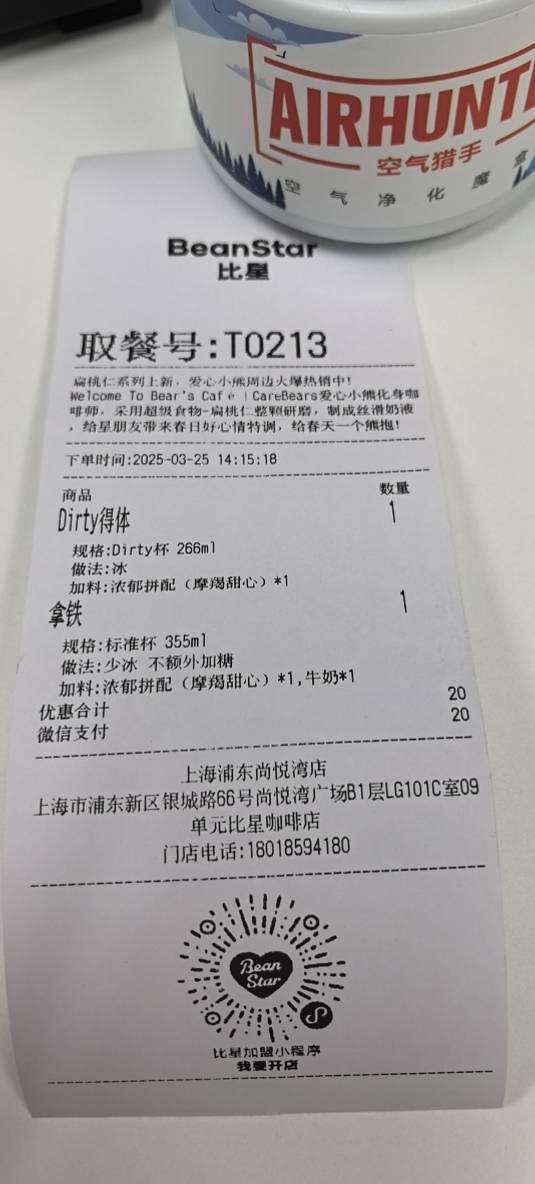 AIRHUNT
空气猎手
空气净化魔盒
BeanStar
比星
取餐号:T0213
扁桃仁系列上新，爱心小熊周边火爆热销中!
Welcome To Bear's Café | CareBears爱心小熊化身咖
啡师，采用超级食物-扁桃仁整颗研磨，制成丝滑奶液
，给星朋友带来春日好心情特调，给春天一个熊抱!
下单时间:2025-03-25 14:15:18
商品 数量
Dirty得体 1
规格:Dirty杯 266ml
做法:冰
加料:浓郁拼配（摩羯甜心）*1
拿铁 1
规格:标准杯 355ml
做法:少冰 不额外加糖
加料:浓郁拼配（摩羯甜心）*1,牛奶*1
优惠合计 20
微信支付 20
上海浦东尚悦湾店
上海市浦东新区银城路66号尚悦湾广场B1层LG101C室09
单元比星咖啡店
门店电话:18018594180
Bean
Star
比星加盟小程序
我要开店